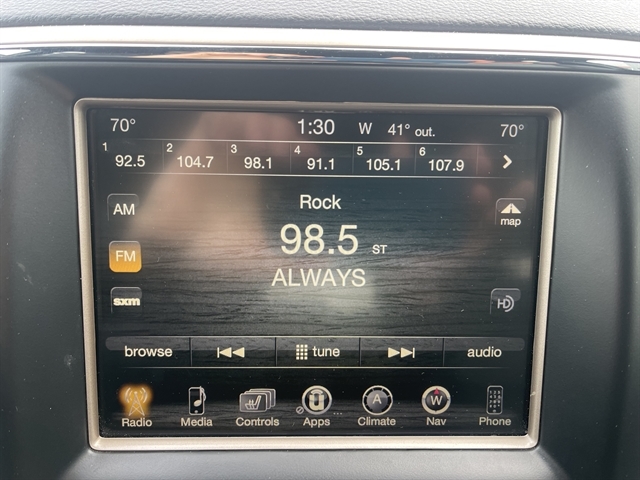 70° 1:30 W 41° out. 70°
1 92.5 2 104.7 3 98.1 4 91.1 5 105.1 6 107.9
AM
Rock
map
98.5 ST
FM
ALWAYS
sxm
HD
browse tune audio
Radio Media Controls Apps Climate Nav Phone
A W